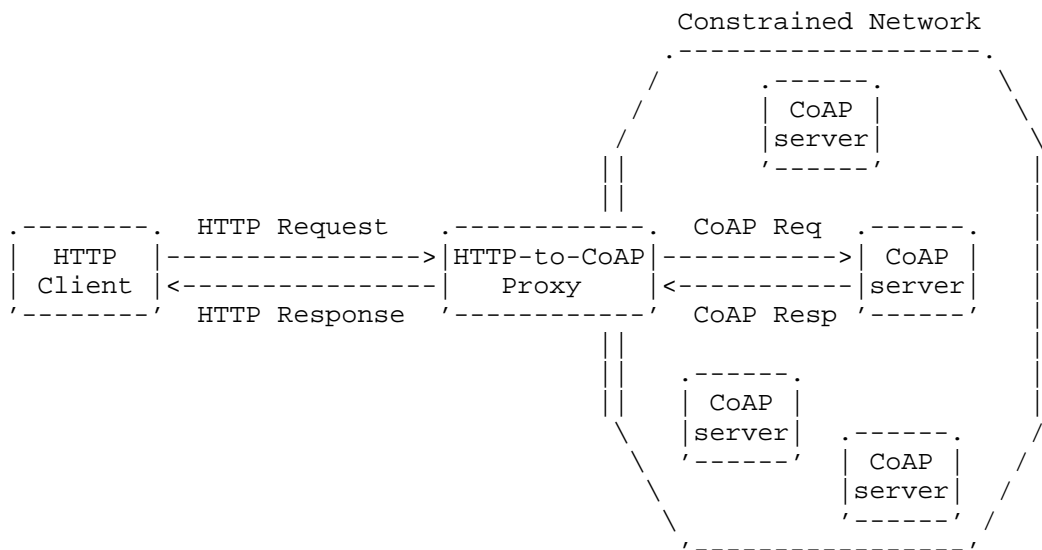 Constrained Network
CoAP
server
HTTP Request
CoAP Req
HTTP
Client
HTTP-to-CoAP
Proxy
CoAP
server
HTTP Response
CoAP Resp
CoAP
server
CoAP
server